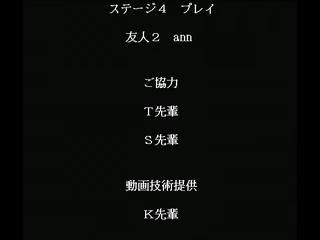 ステージ４　プレイ
友人２　ann
ご協力
Ｔ先輩
Ｓ先輩
動画技術提供
Ｋ先輩